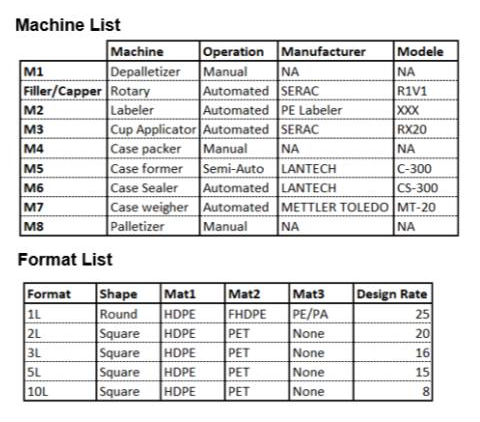 Machine List
Machine Operation Manufacturer Modele
M1 Depalletizer Manual NA NA
Filler/Capper Rotary Automated SERAC R1V1
M2 Labeler Automated PE Labeler XXX
M3 Cup Applicator Automated SERAC RX20
M4 Case packer Manual NA NA
M5 Case former Semi-Auto LANTECH C-300
M6 Case Sealer Automated LANTECH CS-300
M7 Case weigher Automated METTLER TOLEDO MT-20
M8 Palletizer Manual NA NA
Format List
Format Shape Mat1 Mat2 Mat3 Design Rate
1L Round HDPE FHDPE PE/PA 25
2L Square HDPE PET None 20
3L Square HDPE PET None 16
5L Square HDPE PET None 15
10L Square HDPE PET None 8